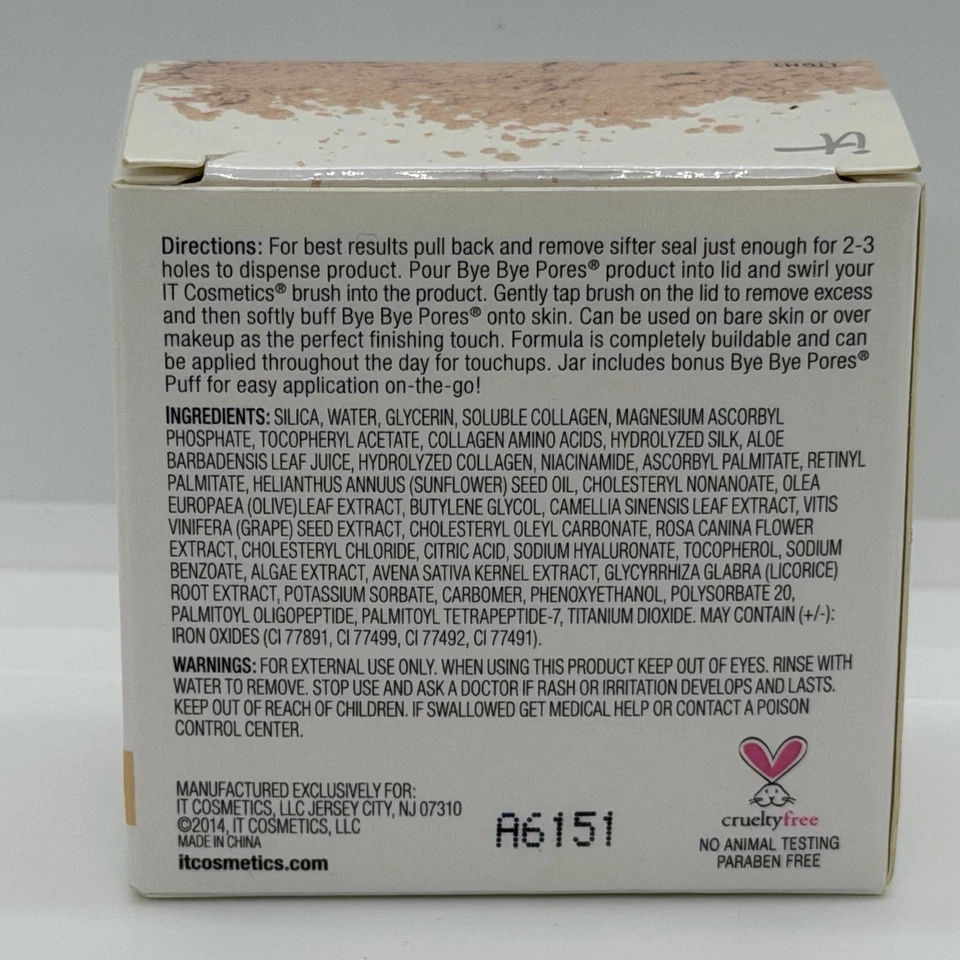 LIGHT
it
Directions: For best results pull back and remove sifter seal just enough for 2-3
holes to dispense product. Pour Bye Bye Pores® product into lid and swirl your
IT Cosmetics® brush into the product. Gently tap brush on the lid to remove excess
and then softly buff Bye Bye Pores® onto skin. Can be used on bare skin or over
makeup as the perfect finishing touch. Formula is completely buildable and can
be applied throughout the day for touchups. Jar includes bonus Bye Bye Pores®
Puff for easy application on-the-go!
INGREDIENTS: SILICA, WATER, GLYCERIN, SOLUBLE COLLAGEN, MAGNESIUM ASCORBYL
PHOSPHATE, TOCOPHERYL ACETATE, COLLAGEN AMINO ACIDS, HYDROLYZED SILK, ALOE
BARBADENSIS LEAF JUICE, HYDROLYZED COLLAGEN, NIACINAMIDE, ASCORBYL PALMITATE, RETINYL
PALMITATE, HELIANTHUS ANNUUS (SUNFLOWER) SEED OIL, CHOLESTERYL NONANOATE, OLEA
EUROPAEA (OLIVE)LEAF EXTRACT, BUTYLENE GLYCOL, CAMELLIA SINENSIS LEAF EXTRACT, VITIS
VINIFERA (GRAPE) SEED EXTRACT, CHOLESTERYL OLEYL CARBONATE, ROSA CANINA FLOWER
EXTRACT, CHOLESTERYL CHLORIDE, CITRIC ACID, SODIUM HYALURONATE, TOCOPHEROL, SODIUM
BENZOATE, ALGAE EXTRACT, AVENA SATIVA KERNEL EXTRACT, GLYCYRRHIZA GLABRA (LICORICE)
ROOT EXTRACT, POTASSIUM SORBATE, CARBOMER, PHENOXYETHANOL, POLYSORBATE 20,
PALMITOYL OLIGOPEPTIDE, PALMITOYL TETRAPEPTIDE-7, TITANIUM DIOXIDE. MAY CONTAIN (+/-):
IRON OXIDES (CI 77891, CI 77499, CI 77492, CI 77491).
WARNINGS: FOR EXTERNAL USE ONLY. WHEN USING THIS PRODUCT KEEP OUT OF EYES. RINSE WITH
WATER TO REMOVE. STOP USE AND ASK A DOCTOR IF RASH OR IRRITATION DEVELOPS AND LASTS.
KEEP OUT OF REACH OF CHILDREN. IF SWALLOWED GET MEDICAL HELP OR CONTACT A POISON
CONTROL CENTER.
MANUFACTURED EXCLUSIVELY FOR:
IT COSMETICS, LLC JERSEY CITY, NJ 07310
©2014, IT COSMETICS, LLC
MADE IN CHINA
itcosmetics.com
A6151
crueltyfree
NO ANIMAL TESTING
PARABEN FREE